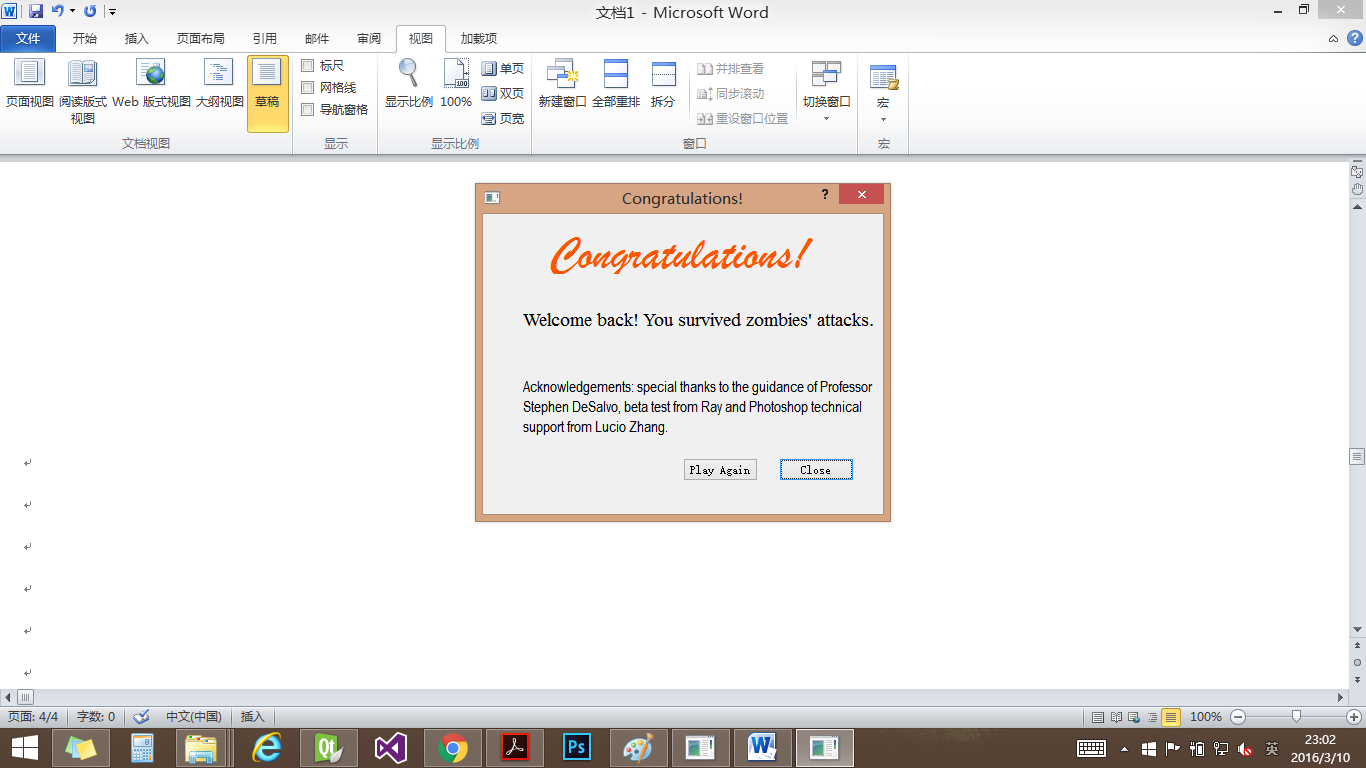 文档1 - Microsoft Word
文件 开始 插入 页面布局 引用 邮件 审阅 视图 加载项
页面视图 阅读版式视图 Web 版式视图 大纲视图 草稿
文档视图
标尺
网格线
导航窗格
显示
显示比例 100%
单页
双页
页宽
显示比例
新建窗口 全部重排 拆分
并排查看
同步滚动
重设窗口位置
切换窗口
窗口
宏
宏
Congratulations!
Congratulations!
Welcome back! You survived zombies' attacks.
Acknowledgements: special thanks to the guidance of Professor
Stephen DeSalvo, beta test from Ray and Photoshop technical
support from Lucio Zhang.
Play Again Close
页面: 4/4 字数: 0 中文(中国) 插入 100%
英 23:02
2016/3/10